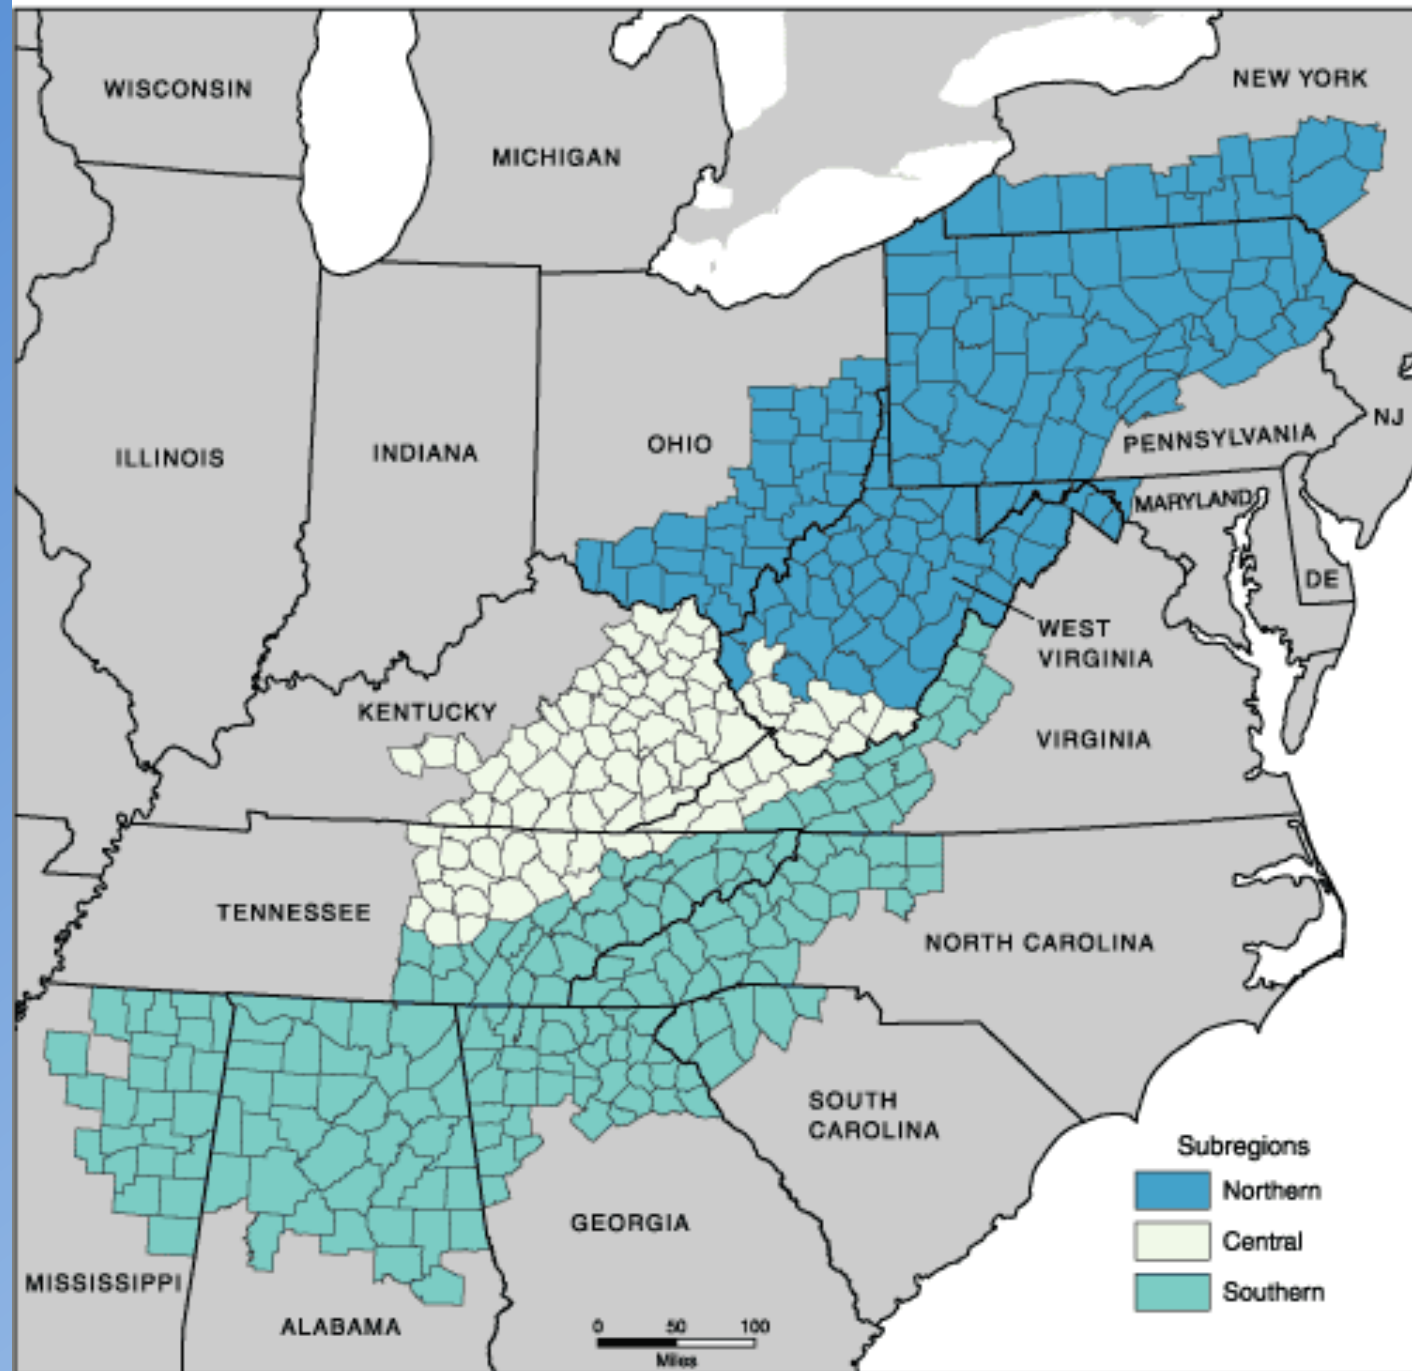 WISCONSIN
NEW YORK
MICHIGAN
NJ
OHIO
PENNSYLVANIA
ILLINOIS
INDIANA
MARYLAND
DE
WEST
VIRGINIA
KENTUCKY
VIRGINIA
TENNESSEE
NORTH CAROLINA
SOUTH
CAROLINA
GEORGIA
MISSISSIPPI
ALABAMA
Subregions
Northern
Central
Southern
0 50 100
Miles